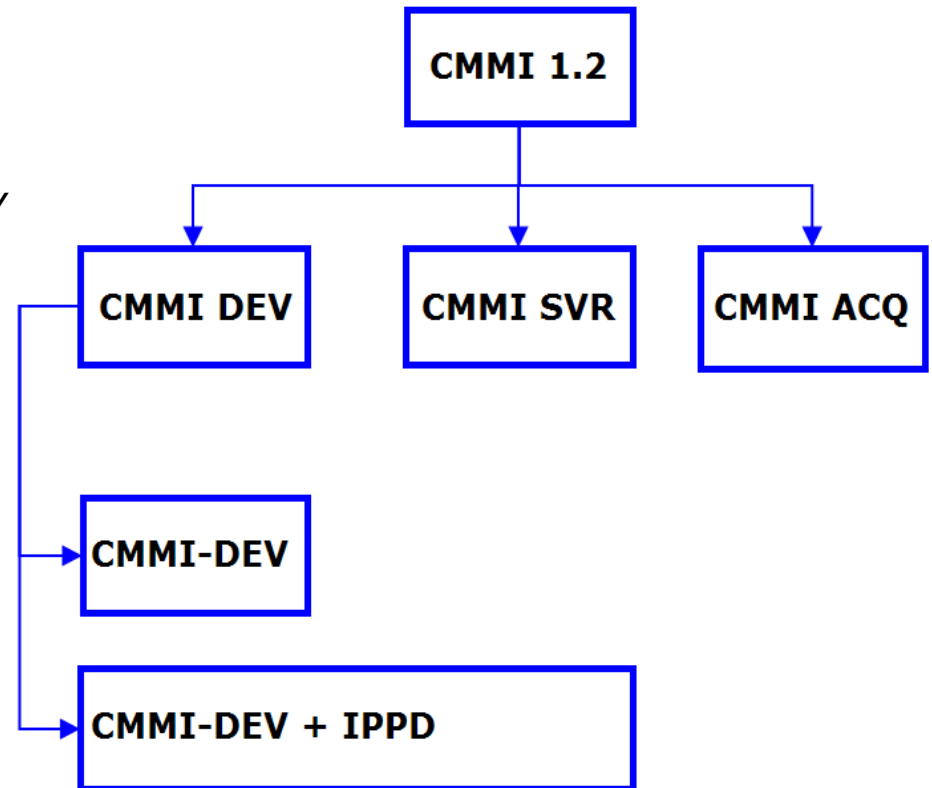 CMMI 1.2
CMMI DEV
CMMI SVR
CMMI ACQ
CMMI-DEV
CMMI-DEV + IPPD